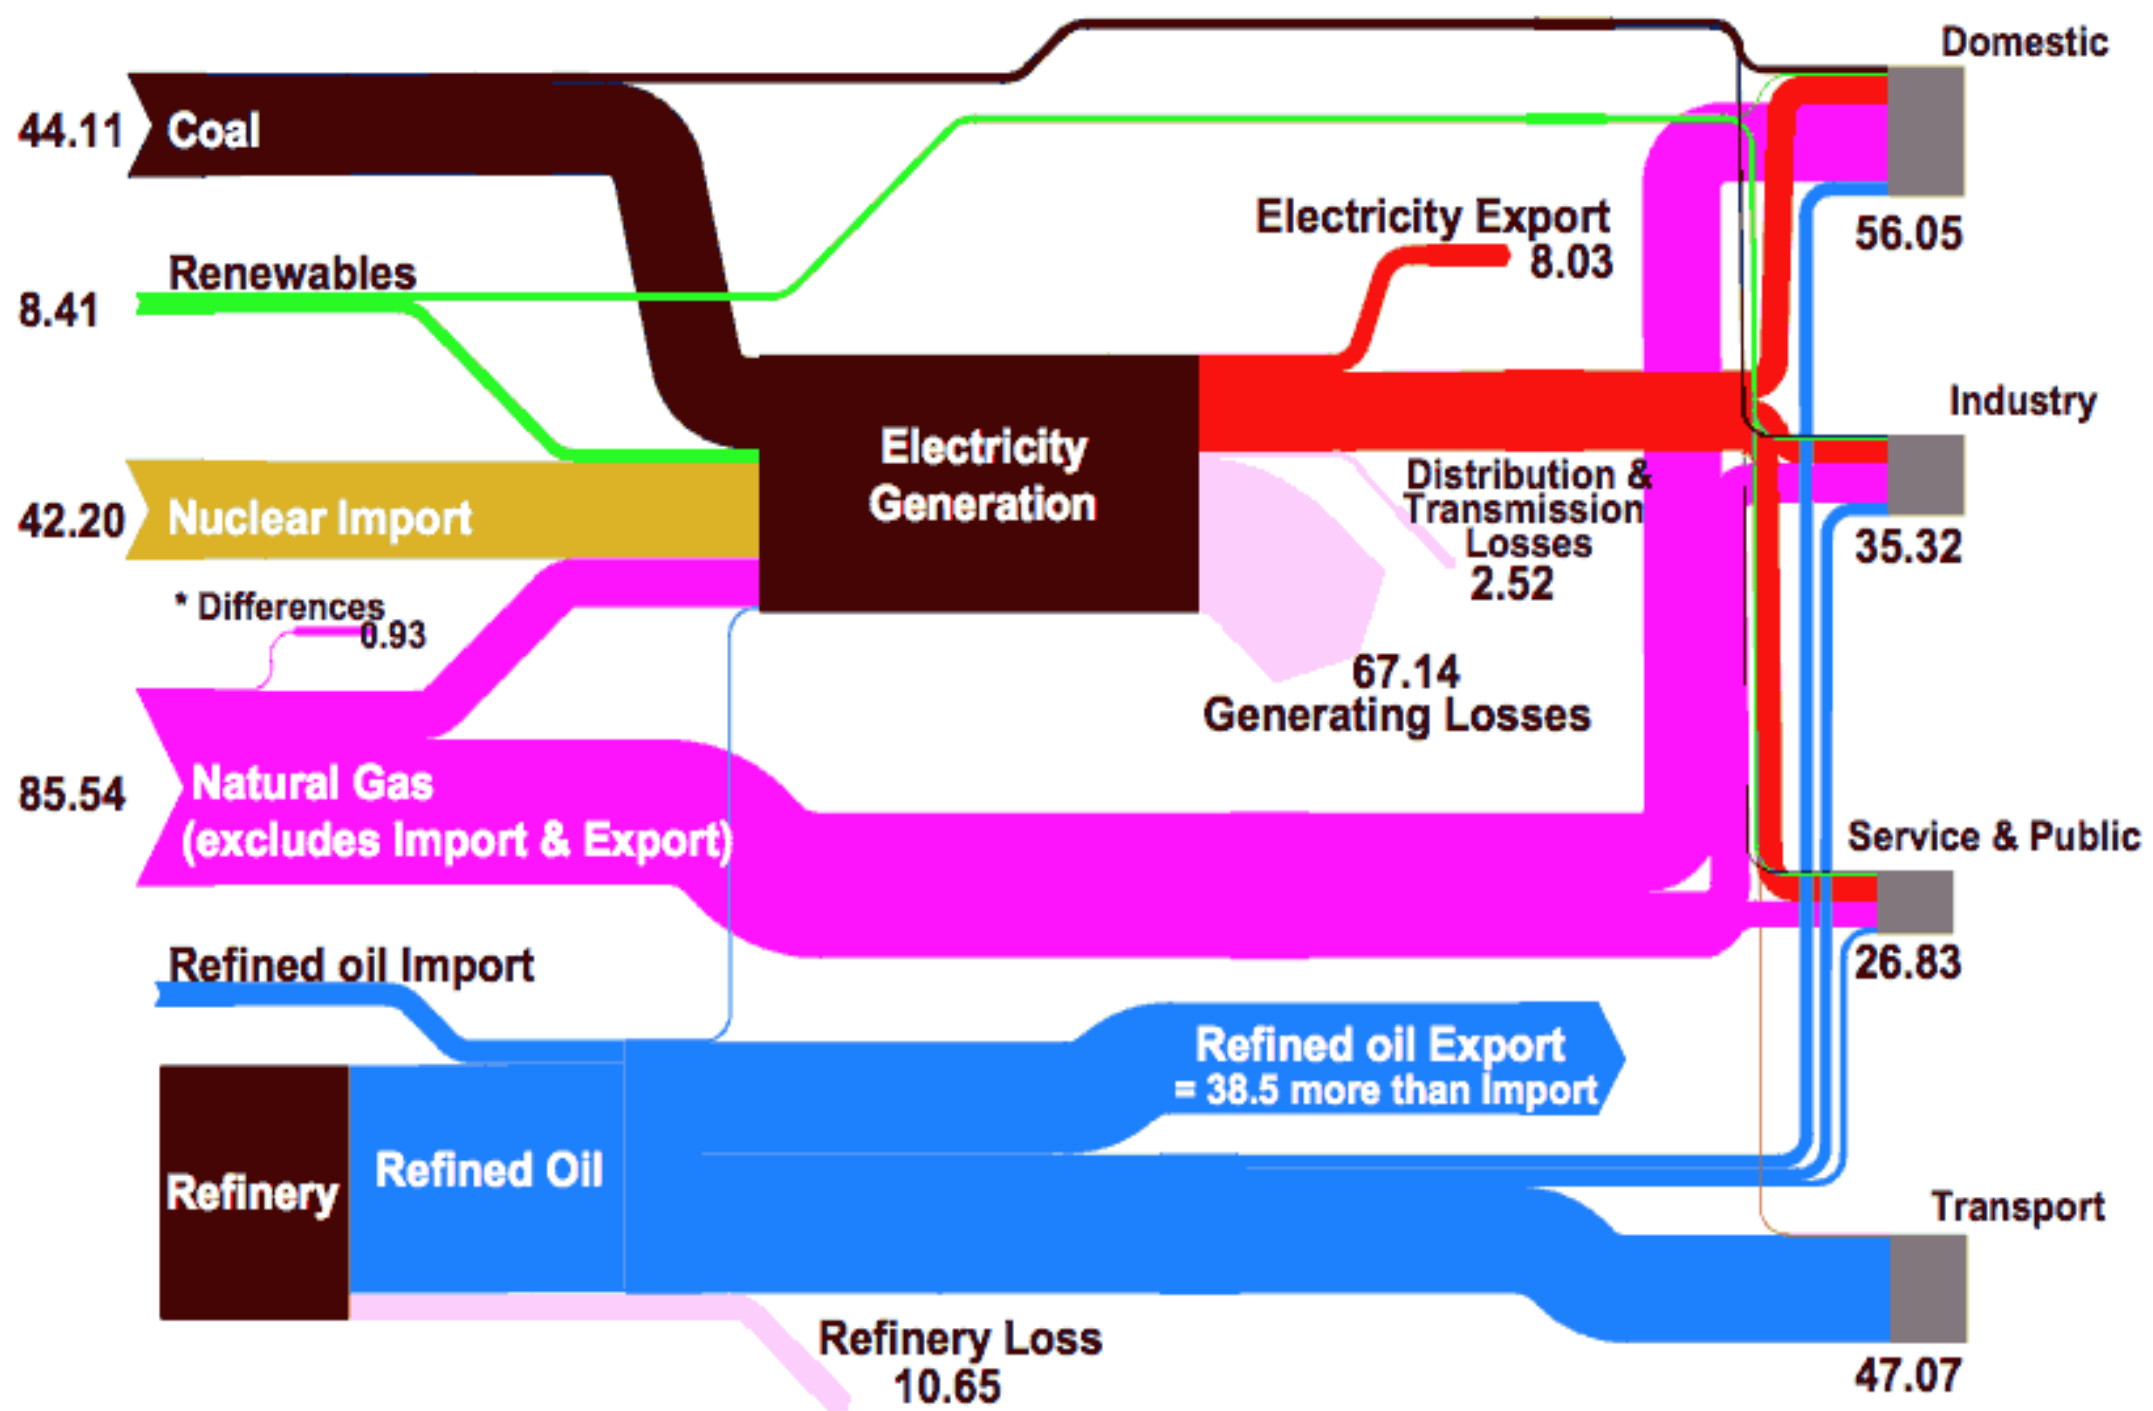 Domestic
44.11
Coal
Electricity Export
8.03
56.05
Renewables
8.41
Industry
Electricity
Generation
Distribution &
Transmission
Losses
2.52
35.32
42.20
Nuclear Import
* Differences
0.93
67.14
Generating Losses
85.54
Natural Gas
(excludes Import & Export)
Service & Public
26.83
Refined oil Import
Refined oil Export
= 38.5 more than Import
Refinery
Refined Oil
Transport
47.07
Refinery Loss
10.65